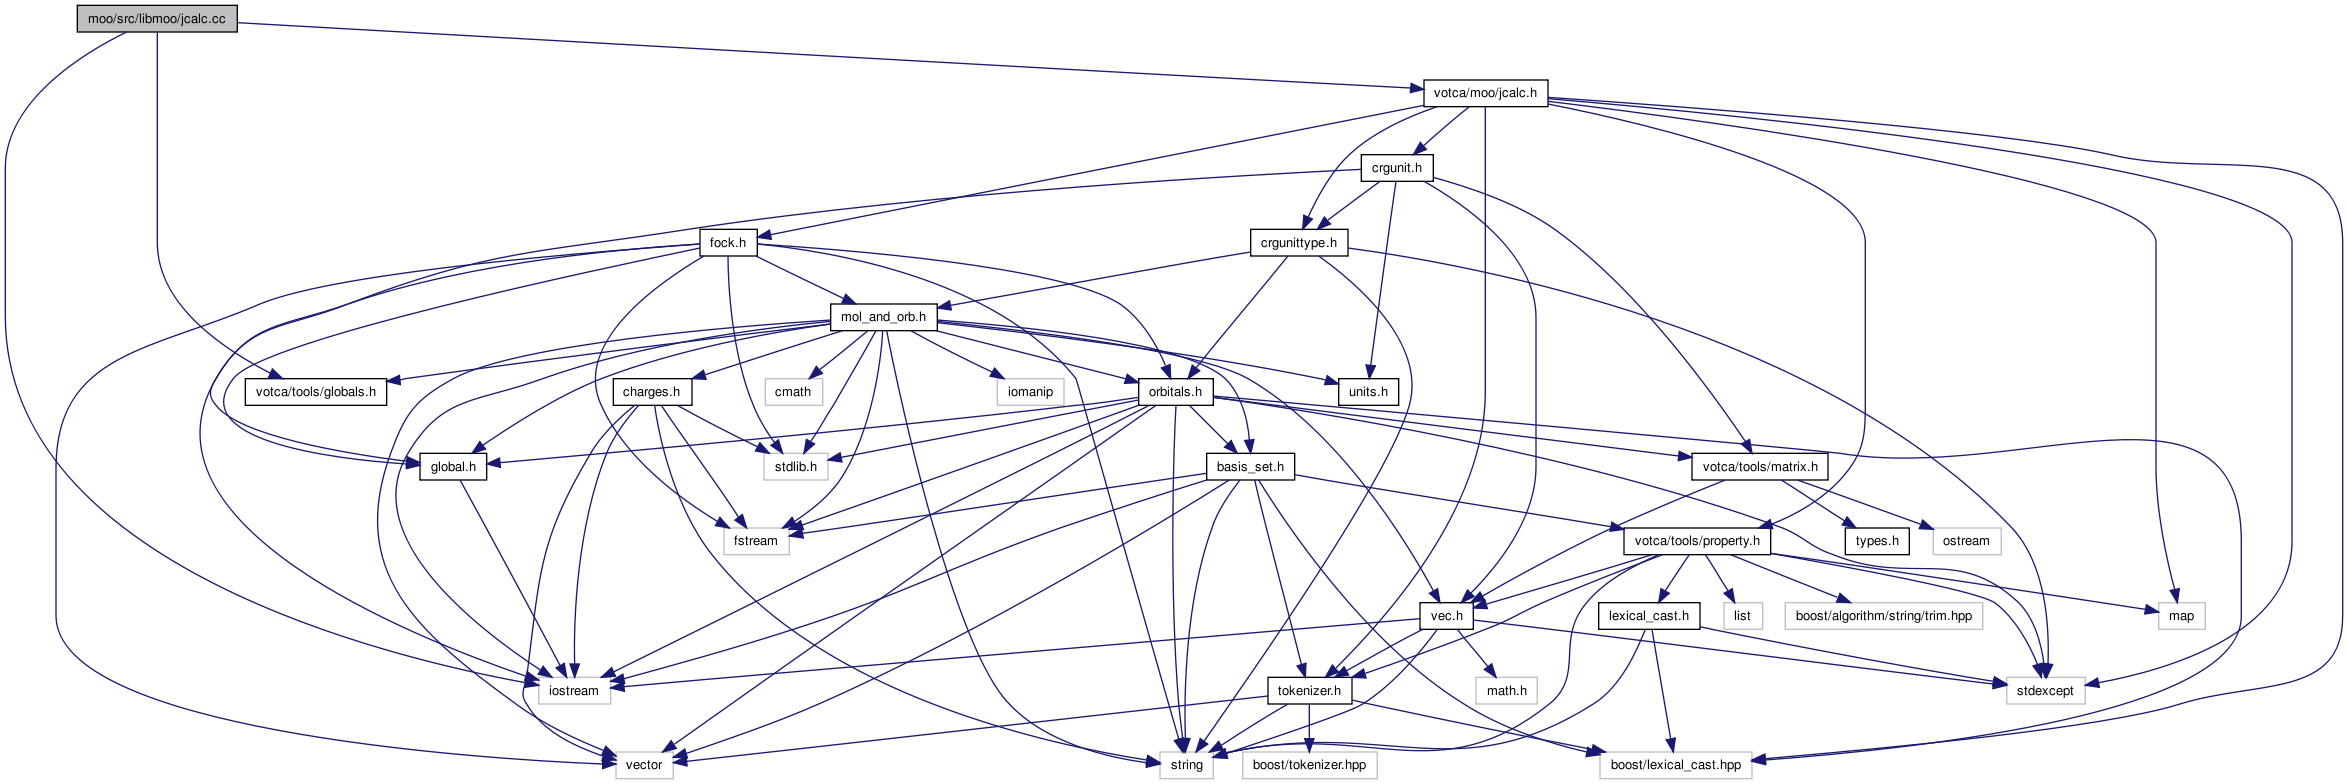 moo/src/libmoo/jcalc.cc
votca/moo/jcalc.h
crgunit.h
fock.h
crgunittype.h
mol_and_orb.h
votca/tools/globals.h
charges.h
cmath
iomanip
orbitals.h
units.h
global.h
stdlib.h
basis_set.h
votca/tools/matrix.h
fstream
votca/tools/property.h
types.h
ostream
vec.h
lexical_cast.h
list
boost/algorithm/string/trim.hpp
map
iostream
tokenizer.h
math.h
stdexcept
vector
string
boost/tokenizer.hpp
boost/lexical_cast.hpp